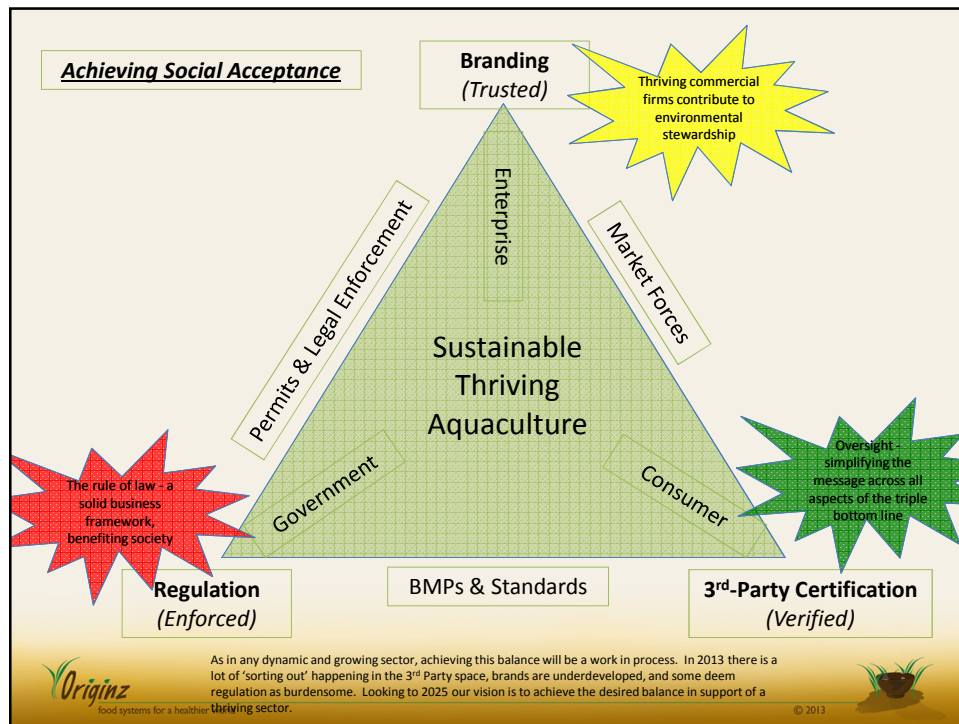 Achieving Social Acceptance
Branding
(Trusted)
Thriving commercial
firms contribute to
environmental
stewardship
Enterprise
Permits & Legal Enforcement
Market Forces
Sustainable
Thriving
Aquaculture
Government
Consumer
The rule of law - a
solid business
framework,
benefiting society
Oversight -
simplifying the
message across all
aspects of the triple
bottom line
Regulation
(Enforced)
BMPs & Standards
3rd-Party Certification
(Verified)
As in any dynamic and growing sector, achieving this balance will be a work in process. In 2013 there is a
lot of 'sorting out' happening in the 3rd Party space, brands are underdeveloped, and some deem
regulation as burdensome. Looking to 2025 our vision is to achieve the desired balance in support of a
thriving sector.
Originz
food systems for a healthier
© 2013